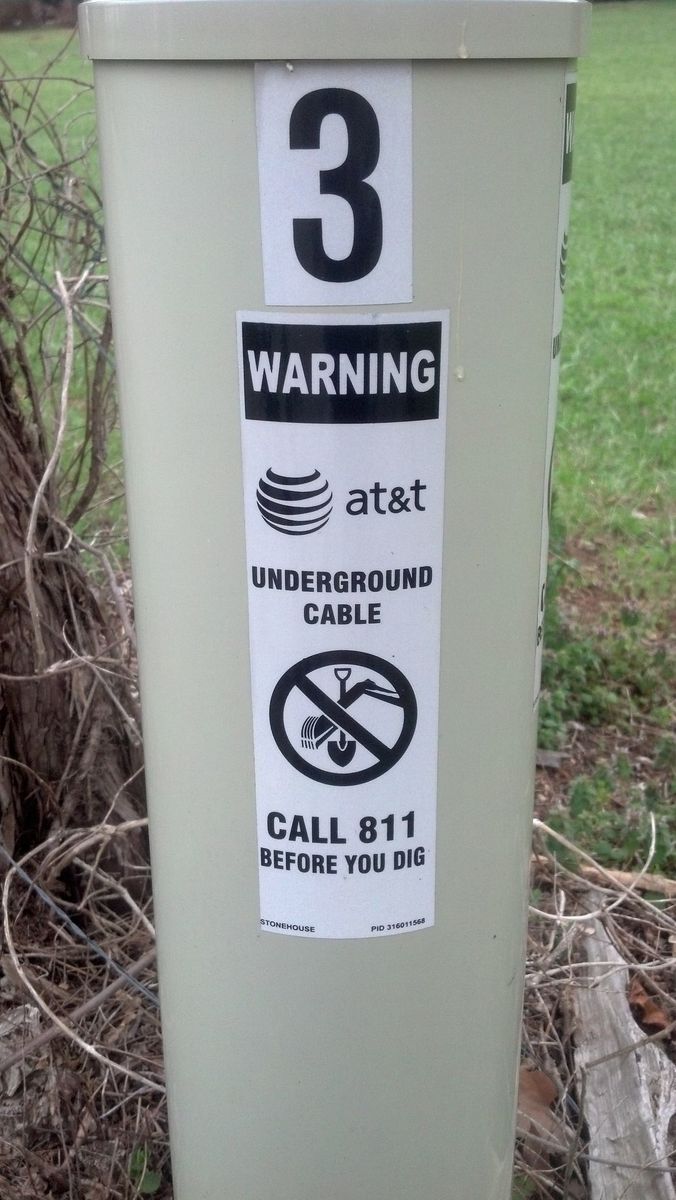 3
WARNING
at&t
UNDERGROUND
CABLE
CALL 811
BEFORE YOU DIG
STONEHOUSE PID 316011568